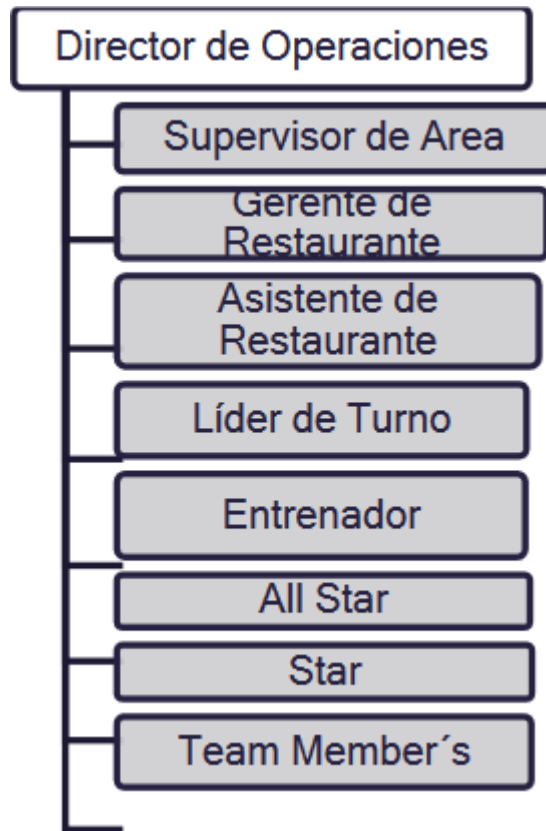 Director de Operaciones
Supervisor de Area
Gerente de
Restaurante
Asistente de
Restaurante
Líder de Turno
Entrenador
All Star
Star
Team Member´s